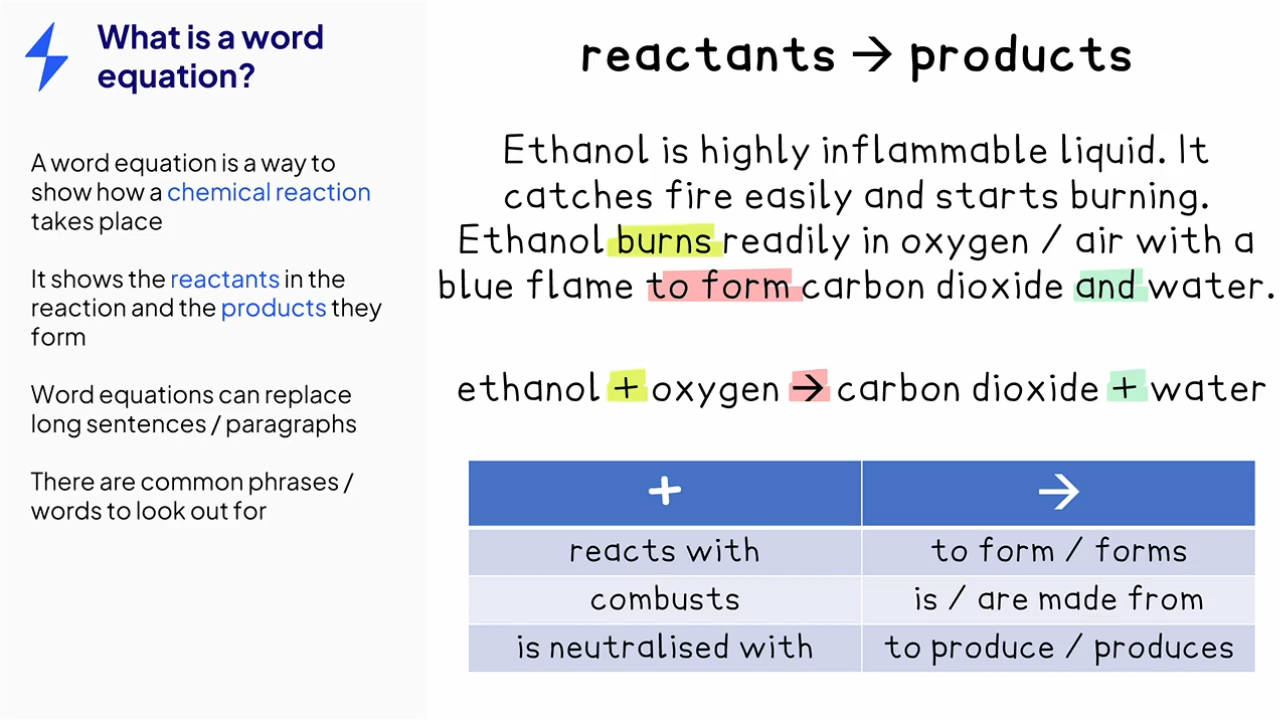 What is a word
equation?
A word equation is a way to
show how a chemical reaction
takes place
It shows the reactants in the
reaction and the products they
form
Word equations can replace
long sentences / paragraphs
There are common phrases /
words to look out for
reactants → products
Ethanol is highly inflammable liquid. It
catches fire easily and starts burning.
Ethanol burns readily in oxygen / air with a
blue flame to form carbon dioxide and water.
ethanol + oxygen → carbon dioxide + water
+ →
reacts with to form / forms
combusts is / are made from
is neutralised with to produce / produces